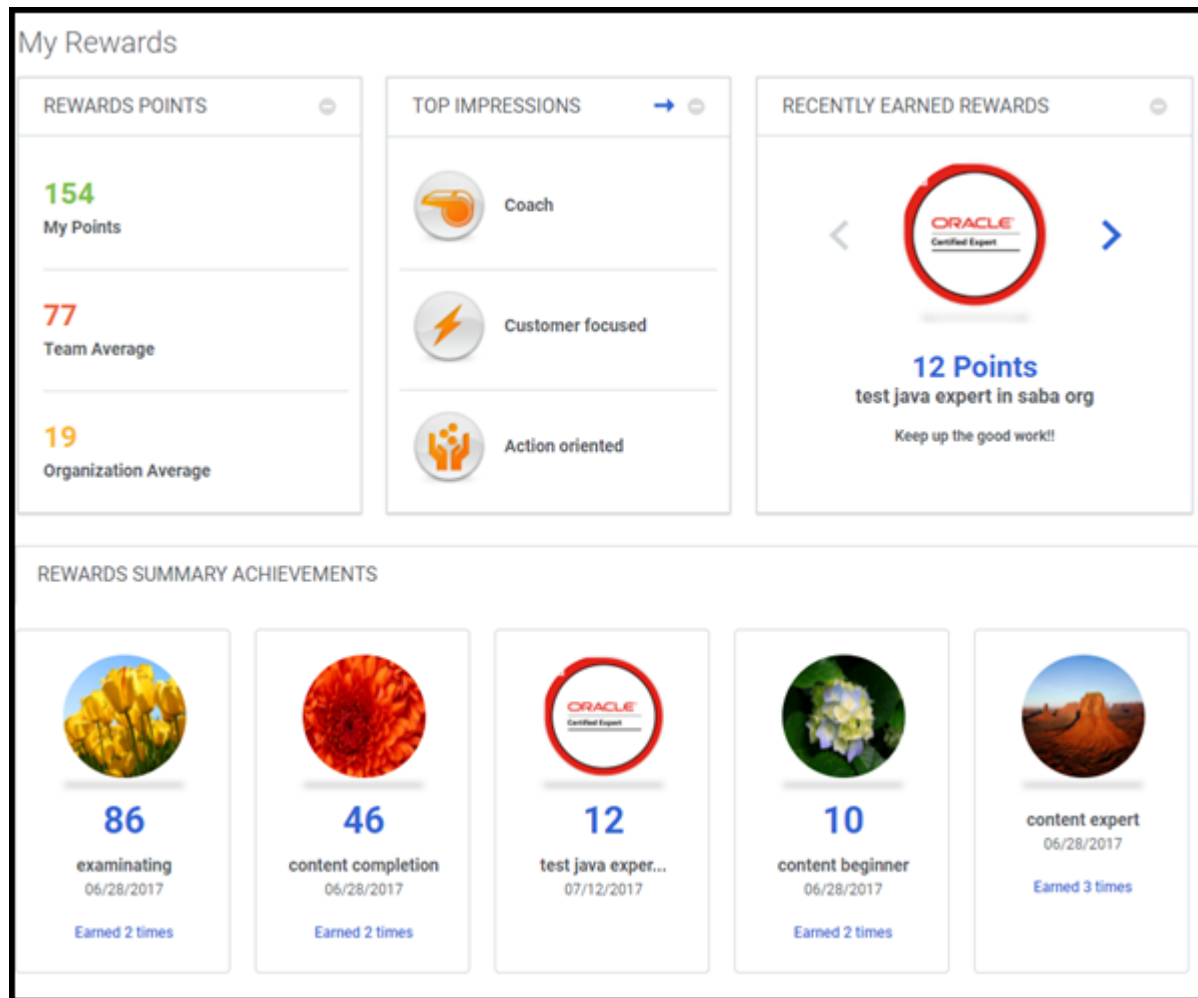 My Rewards
REWARDS POINTS
154
My Points
77
Team Average
19
Organization Average
TOP IMPRESSIONS
Coach
Customer focused
Action oriented
RECENTLY EARNED REWARDS
ORACLE
Certified Expert
12 Points
test java expert in saba org
Keep up the good work!!
REWARDS SUMMARY ACHIEVEMENTS
86
examinating
06/28/2017
Earned 2 times
46
content completion
06/28/2017
Earned 2 times
ORACLE
Certified Expert
12
test java exper...
07/12/2017
10
content beginner
06/28/2017
Earned 2 times
content expert
06/28/2017
Earned 3 times